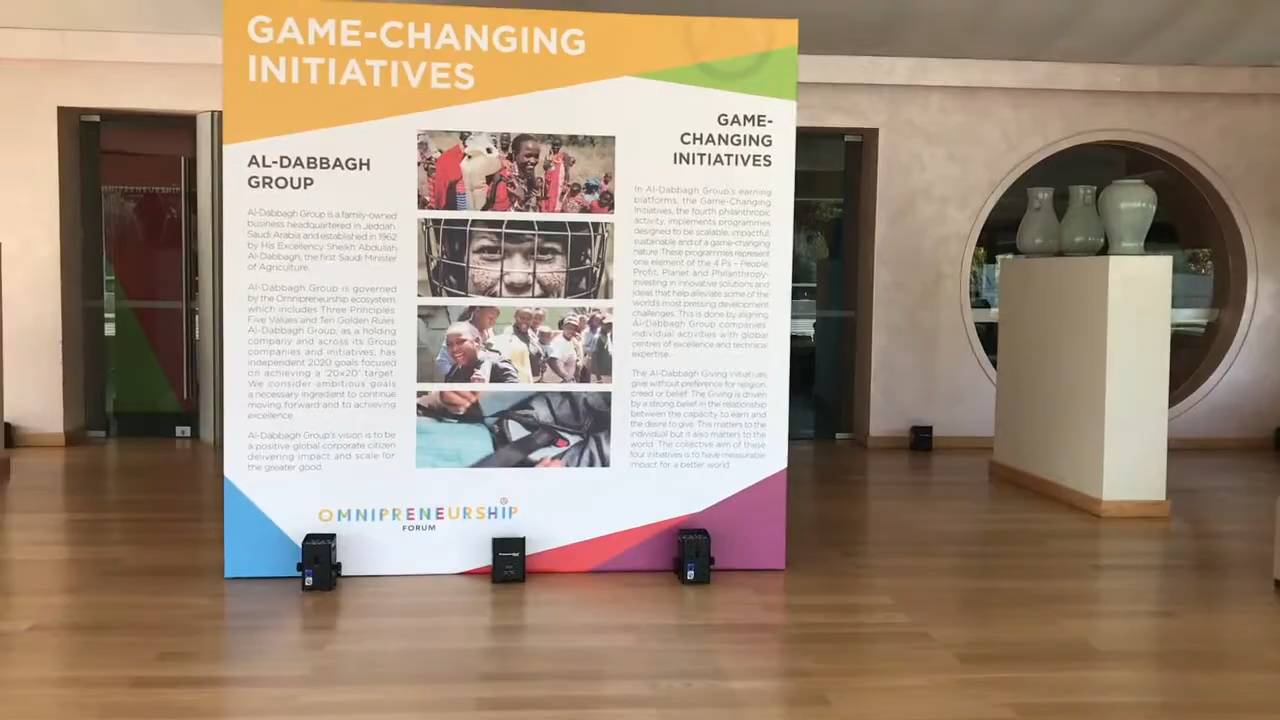 GAME-CHANGING
INITIATIVES
AL-DABBAGH
GROUP
Al-Dabbagh Group is a family-owned
business headquartered in Jeddah,
Saudi Arabia and established in 1962
by His Excellency Sheikh Abdullah
Al-Dabbagh, the first Saudi Minister
of Agriculture.
Al-Dabbagh Group is governed
by the Omnipreneurship ecosystem
which includes Three Principles,
Five Values and Ten Golden Rules.
Al-Dabbagh Group, as a holding
company and across its Group
companies and initiatives, has
independent 2020 goals focused
on achieving a '20x20' target.
We consider ambitious goals
a necessary ingredient to continue
moving forward and to achieving
excellence.
Al-Dabbagh Group's vision is to be
a positive global corporate citizen
delivering impact and scale for
the greater good.
GAME-
CHANGING
INITIATIVES
In Al-Dabbagh Group's earning
platforms, the Game-Changing
Initiatives, the fourth philanthropic
activity, implements programmes
designed to be scalable, impactful,
sustainable and of a game-changing
nature. These programmes represent
one element of the 4 Ps – People,
Profit, Planet and Philanthropy-
investing in innovative solutions and
ideas that help alleviate some of the
world's most pressing development
challenges. This is done by aligning
Al-Dabbagh Group companies'
individual activities with global
centres of excellence and technical
expertise.
The Al-Dabbagh Giving Initiatives
give without preference for religion,
creed or belief. The Giving is driven
by a strong belief in the relationship
between the capacity to earn and
the desire to give. This matters to the
individual but is also matters to the
world. The collective aim of these
four initiatives is to have measurable
impact for a better world.
OMNIPRENEURSHIP
FORUM
OMNIPRENEURSHIP